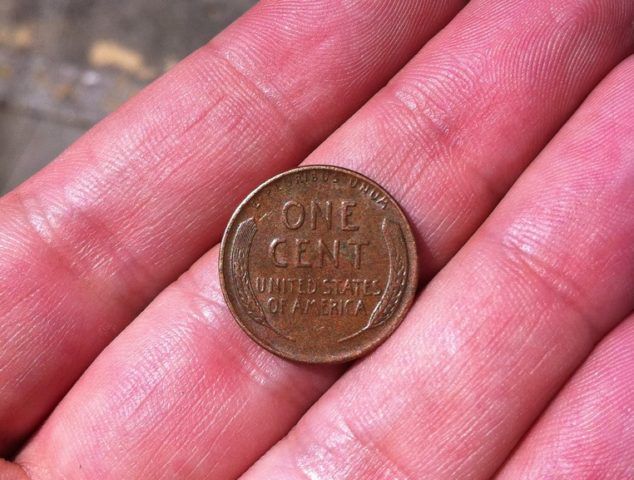 PLURIBUS UNUM
ONE
CENT
UNITED STATES
OF AMERICA